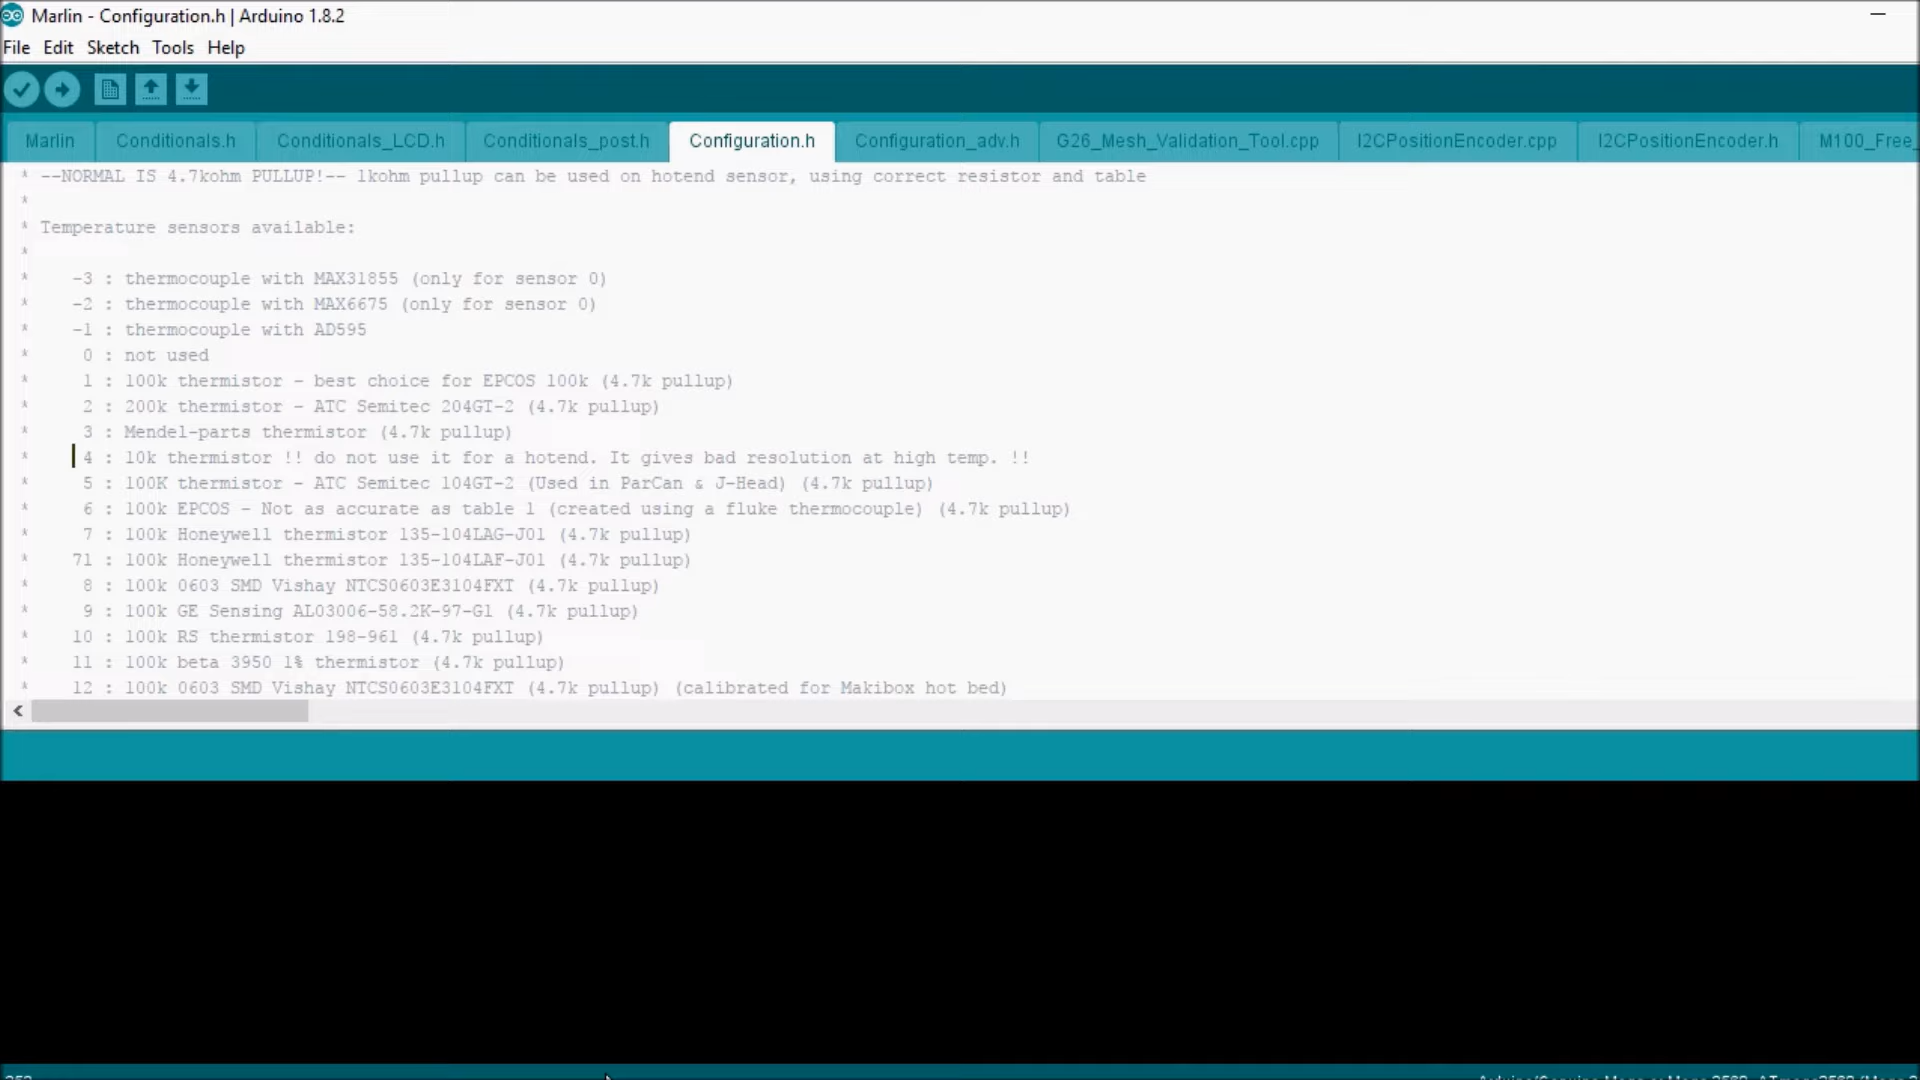 Marlin - Configuration.h | Arduino 1.8.2
File Edit Sketch Tools Help
Marlin Conditionals.h Conditionals_LCD.h Conditionals_post.h Configuration.h Configuration_adv.h G26_Mesh_Validation_Tool.cpp I2CPositionEncoder.cpp I2CPositionEncoder.h M100_Free_
* --NORMAL IS 4.7kohm PULLUP!-- 1kohm pullup can be used on hotend sensor, using correct resistor and table
*
* Temperature sensors available:
*
* -3 : thermocouple with MAX31855 (only for sensor 0)
* -2 : thermocouple with MAX6675 (only for sensor 0)
* -1 : thermocouple with AD595
* 0 : not used
* 1 : 100k thermistor - best choice for EPCOS 100k (4.7k pullup)
* 2 : 200k thermistor - ATC Semitec 204GT-2 (4.7k pullup)
* 3 : Mendel-parts thermistor (4.7k pullup)
* 4 : 10k thermistor !! do not use it for a hotend. It gives bad resolution at high temp. !!
* 5 : 100K thermistor - ATC Semitec 104GT-2 (Used in ParCan & J-Head) (4.7k pullup)
* 6 : 100k EPCOS - Not as accurate as table 1 (created using a fluke thermocouple) (4.7k pullup)
* 7 : 100k Honeywell thermistor 135-104LAG-J01 (4.7k pullup)
* 71 : 100k Honeywell thermistor 135-104LAF-J01 (4.7k pullup)
* 8 : 100k 0603 SMD Vishay NTCS0603E3104FXT (4.7k pullup)
* 9 : 100k GE Sensing AL03006-58.2K-97-G1 (4.7k pullup)
* 10 : 100k RS thermistor 198-961 (4.7k pullup)
* 11 : 100k beta 3950 1% thermistor (4.7k pullup)
* 12 : 100k 0603 SMD Vishay NTCS0603E3104FXT (4.7k pullup) (calibrated for Makibox hot bed)